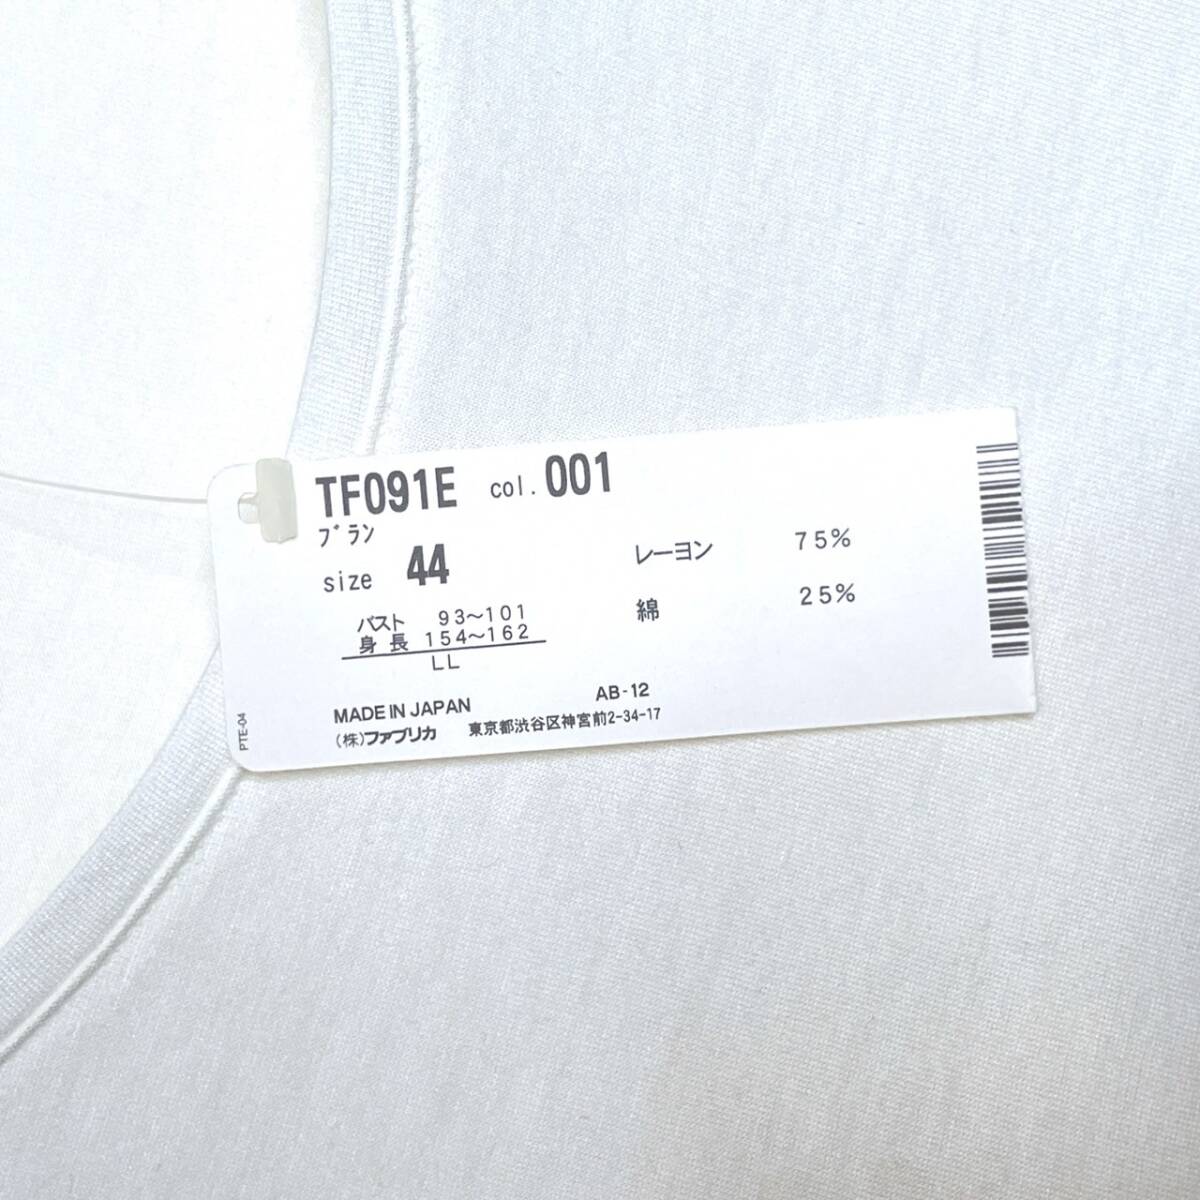 TF091E col. 001
ブラン
size 44
バスト 93〜101
身長 154〜162
LL
レーヨン 75%
綿 25%
MADE IN JAPAN AB-12
(株)ファブリカ 東京都渋谷区神宮前2-34-17
PTE-04